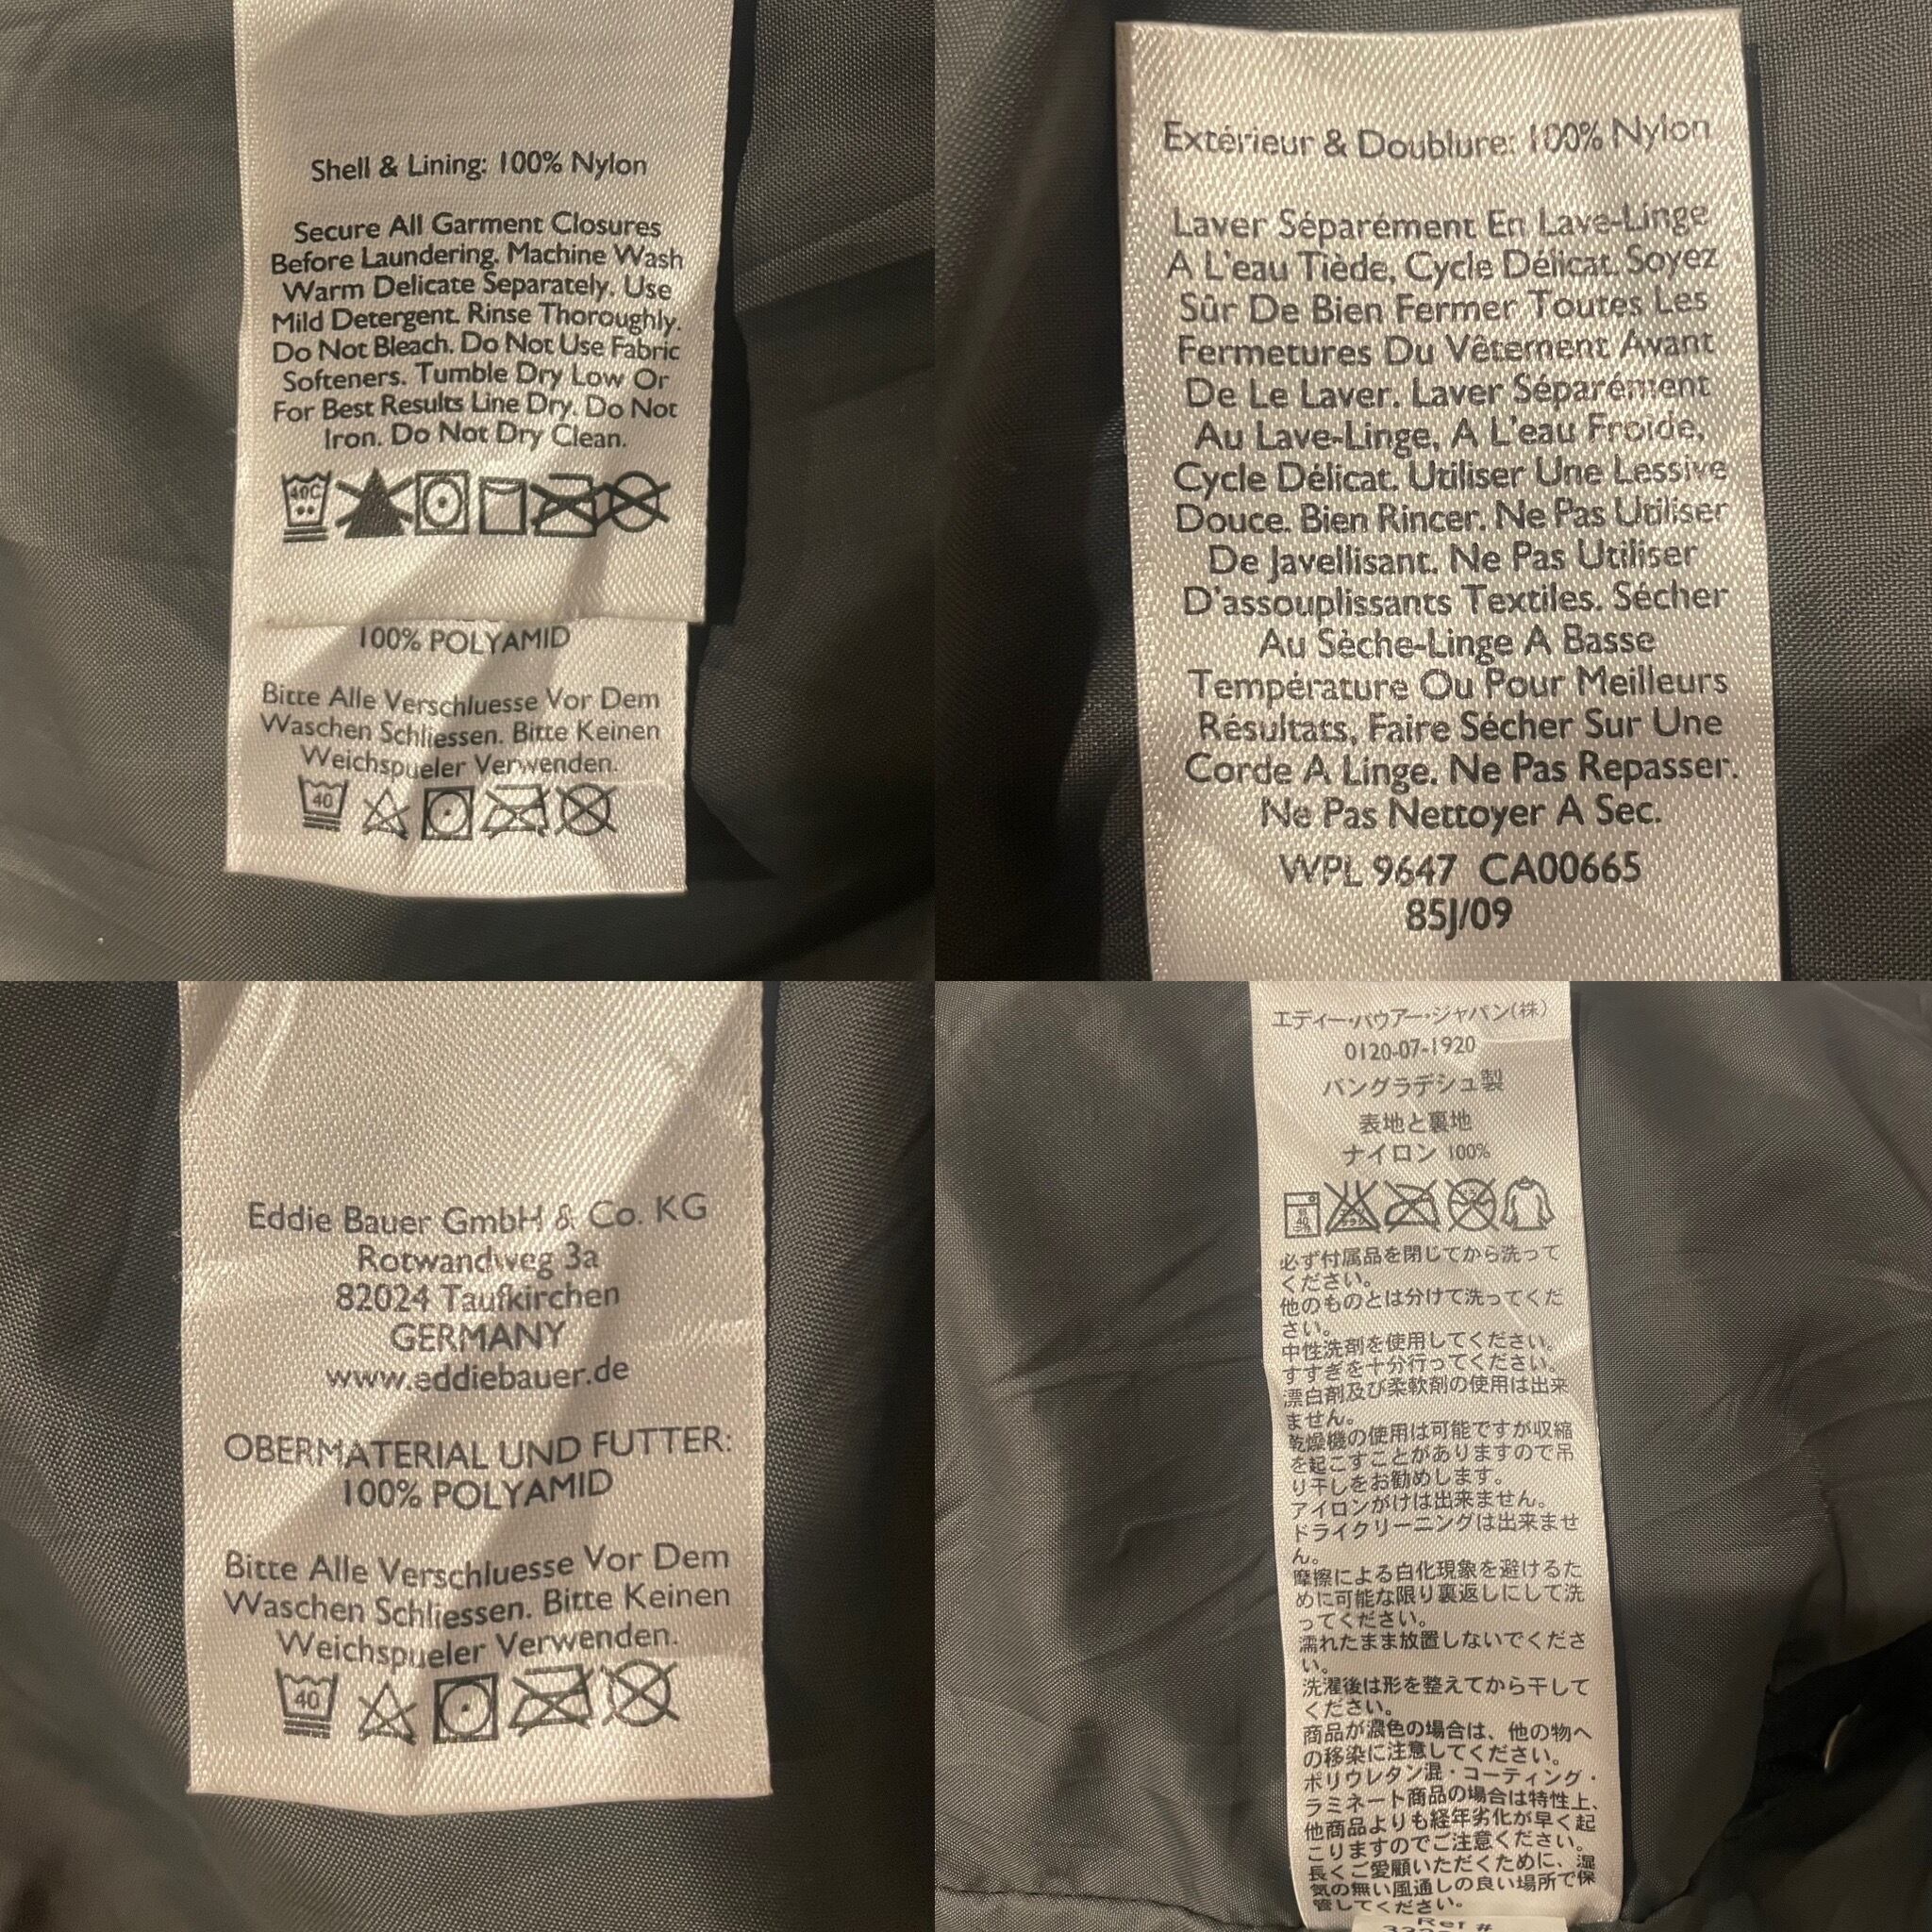 Shell & Lining: 100% Nylon
Secure All Garment Closures
Before Laundering. Machine Wash
Warm Delicate Separately. Use
Mild Detergent. Rinse Thoroughly.
Do Not Bleach. Do Not Use Fabric
Softeners. Tumble Dry Low Or
For Best Results Line Dry. Do Not
Iron. Do Not Dry Clean.
40C
100% POLYAMID
Bitte Alle Verschluesse Vor Dem
Waschen Schliessen. Bitte Keinen
Weichspueler Verwenden.
40
Extérieur & Doublure: 100% Nylon
Laver Séparément En Lave-Linge
A L'eau Tiède, Cycle Délicat. Soyez
Sûr De Bien Fermer Toutes Les
Fermetures Du Vêtement Avant
De Le Laver. Laver Séparément
Au Lave-Linge, A L'eau Froide,
Cycle Délicat. Utiliser Une Lessive
Douce. Bien Rincer. Ne Pas Utiliser
De Javellisant. Ne Pas Utiliser
D'assouplissants Textiles. Sécher
Au Sèche-Linge A Basse
Température Ou Pour Meilleurs
Résultats, Faire Sécher Sur Une
Corde A Linge. Ne Pas Repasser.
Ne Pas Nettoyer A Sec.
WPL 9647 CA00665
85J/09
Eddie Bauer GmbH & Co. KG
Rotwandweg 3a
82024 Taufkirchen
GERMANY
www.eddiebauer.de
OBERMATERIAL UND FUTTER:
100% POLYAMID
Bitte Alle Verschluesse Vor Dem
Waschen Schliessen. Bitte Keinen
Weichspueler Verwenden.
40
エディー・バウアー・ジャパン(株)
0120-07-1920
バングラデシュ製
表地と裏地
ナイロン 100%
40
必ず付属品を閉じてから洗って
ください。
他のものとは分けて洗ってくだ
さい。
中性洗剤を使用してください。
すすぎを十分行ってください。
漂白剤及び柔軟剤の使用は出来
ません。
乾燥機の使用は可能ですが収縮
を起こすことがありますので吊
り干しをお勧めします。
アイロンがけは出来ません。
ドライクリーニングは出来ませ
ん。
摩擦による白化現象を避けるた
めに可能な限り裏返しにして洗
ってください。
濡れたまま放置しないでくださ
い。
洗濯後は形を整えてから干して
ください。
商品が濃色の場合は、他の物へ
の移染に注意してください。
ポリウレタン混・コーティング・
ラミネート商品の場合は特性上、
他商品よりも経年劣化が早く起
こりますのでご注意ください。
長くご愛顧いただくために、湿
気の無い風通しの良い場所で保
管してください。
Ref #